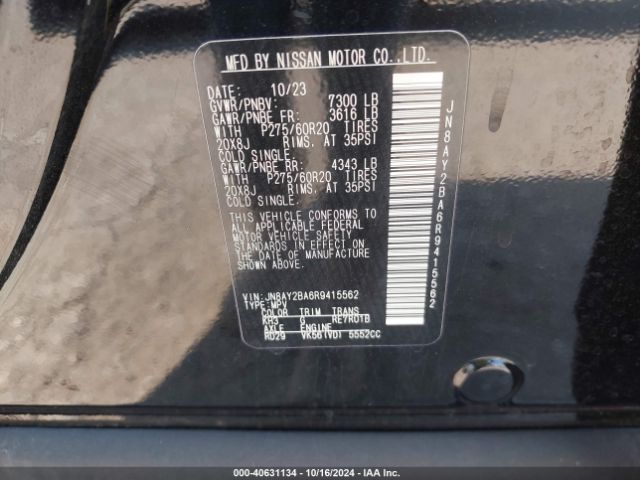 MFD BY NISSAN MOTOR CO.,LTD.
DATE: 10/23
GVWR/PNBV: 7300 LB
GAWR/PNBE FR: 3616 LB
WITH P275/60R20 TIRES
20X8J RIMS, AT 35PSI
COLD SINGLE.
GAWR/PNBE RR: 4343 LB
WITH P275/60R20 TIRES
20X8J RIMS, AT 35PSI
COLD SINGLE.
THIS VEHICLE CONFORMS TO
ALL APPLICABLE FEDERAL
MOTOR VEHICLE SAFETY
STANDARDS IN EFFECT ON
THE DATE OF MANUFACTURE
SHOWN ABOVE.
VIN: JN8AY2BA6R9415562
TYPE: MPV
COLOR TRIM TRANS
KH3 G RE7R01B
AXLE ENGINE
RD29 VK56(VD) 5552CC
JN8AY2BA6R9415562
000-40631134 | 10/16/2024 | IAA Inc.